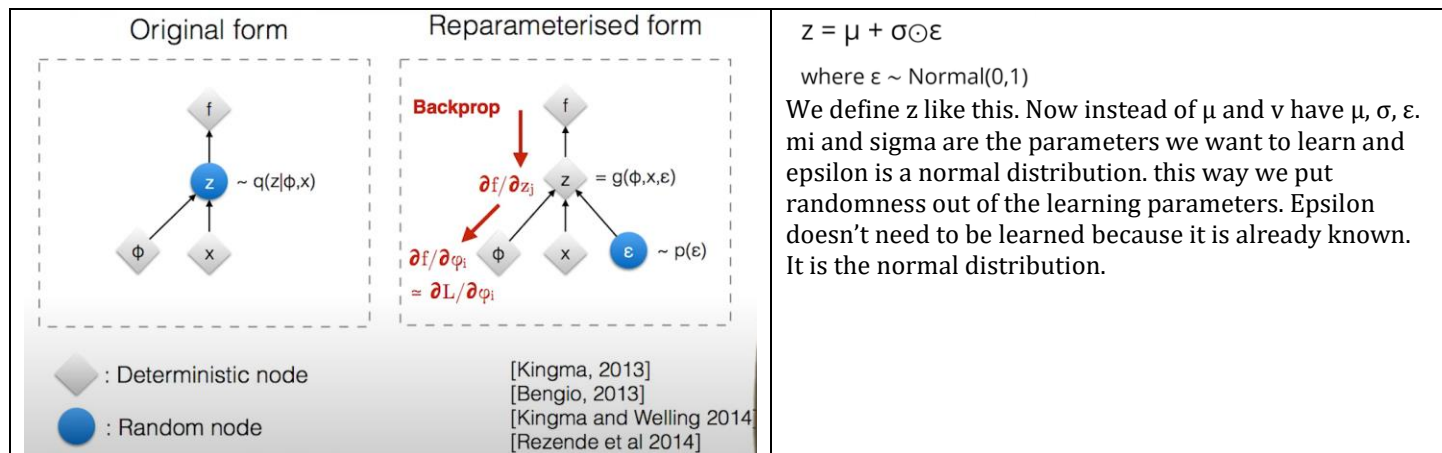 Original form
Reparameterised form
f
z
~ q(z|ϕ,x)
ϕ
x
Backprop
f
∂f/∂zⱼ
z
= g(ϕ,x,ε)
∂f/∂φᵢ
≃ ∂L/∂φᵢ
ϕ
x
ε
~ p(ε)
: Deterministic node
: Random node
[Kingma, 2013]
[Bengio, 2013]
[Kingma and Welling 2014]
[Rezende et al 2014]
z = μ + σ⊙ε
where ε ~ Normal(0,1)
We define z like this. Now instead of μ and v have μ, σ, ε.
mi and sigma are the parameters we want to learn and
epsilon is a normal distribution. this way we put
randomness out of the learning parameters. Epsilon
doesn’t need to be learned because it is already known.
It is the normal distribution.